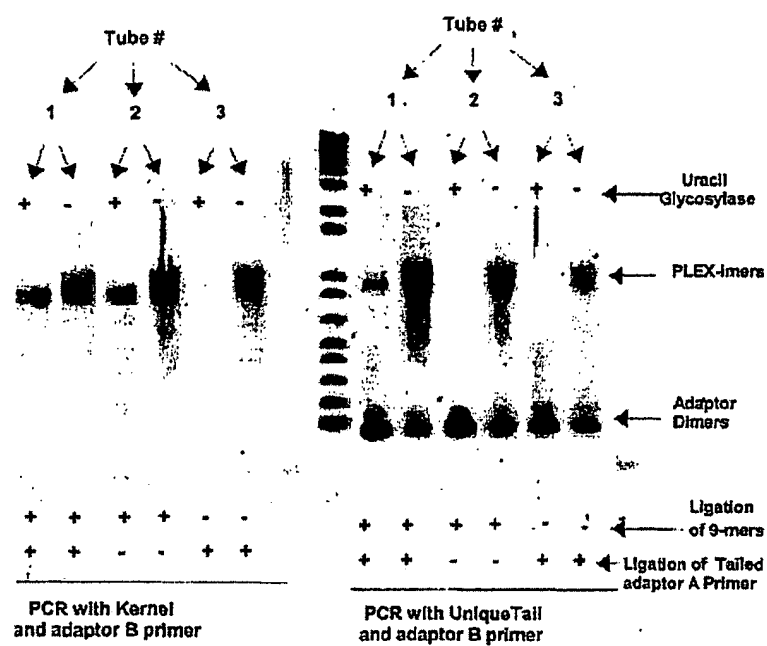 Tube #
1 2 3
+ - + - + -
+ + + + - -
+ + - - + +
PCR with Kernel
and adaptor B primer
Tube #
1 2 3
+ - + - + -
Uracil
Glycosylase
PLEX-imers
Adaptor
Dimers
+ + + + - -
Ligation
of 9-mers
+ + - - + +
Ligation of Tailed
adaptor A Primer
PCR with UniqueTail
and adaptor B primer